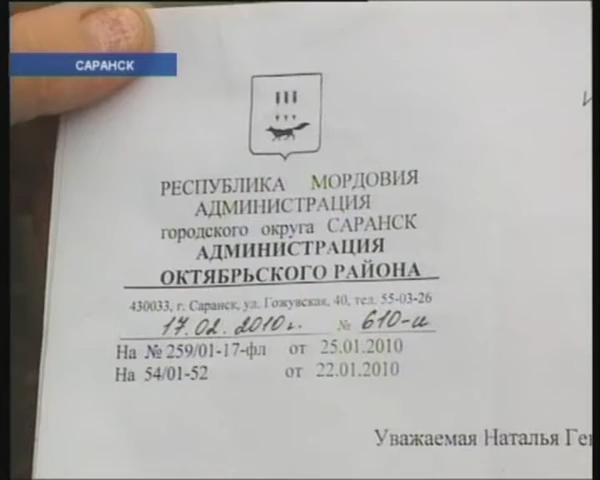 САРАНСК
РЕСПУБЛИКА МОРДОВИЯ
АДМИНИСТРАЦИЯ
городского округа САРАНСК
АДМИНИСТРАЦИЯ
ОКТЯБРЬСКОГО РАЙОНА
430033, г. Саранск, ул. Гожувская, 40, тел. 55-03-26
17.02.2010г. № 610-и
На № 259/01-17-фл от 25.01.2010
На 54/01-52 от 22.01.2010
Уважаемая Наталья